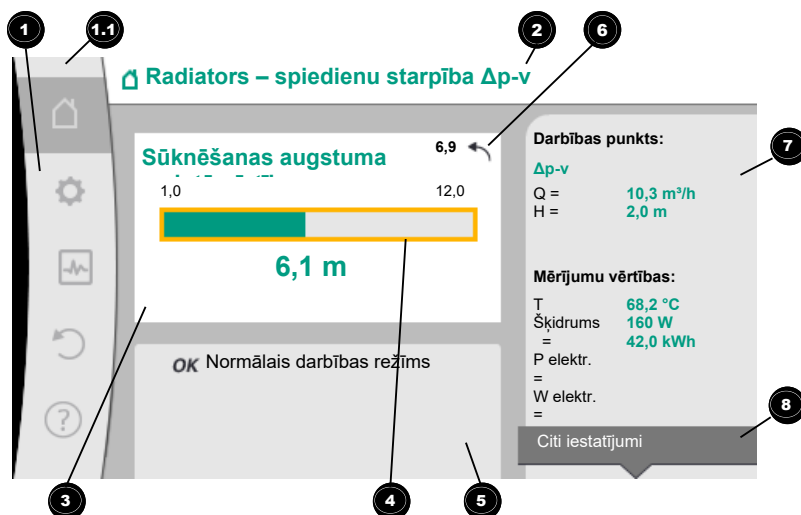 1
1.1
2
6
Radiators – spiedienu starpība Δp-v
Sūknēšanas augstuma
6,9
1,0
12,0
6,1 m
OK Normālais darbības režīms
Darbības punkts:
7
Δp-v
Q = 10,3 m³/h
H = 2,0 m
Mērījumu vērtības:
T 68,2 °C
Šķidrums 160 W
= 42,0 kWh
P elektr.
=
W elektr.
=
8
Citi iestatījumi
?
3
4
5